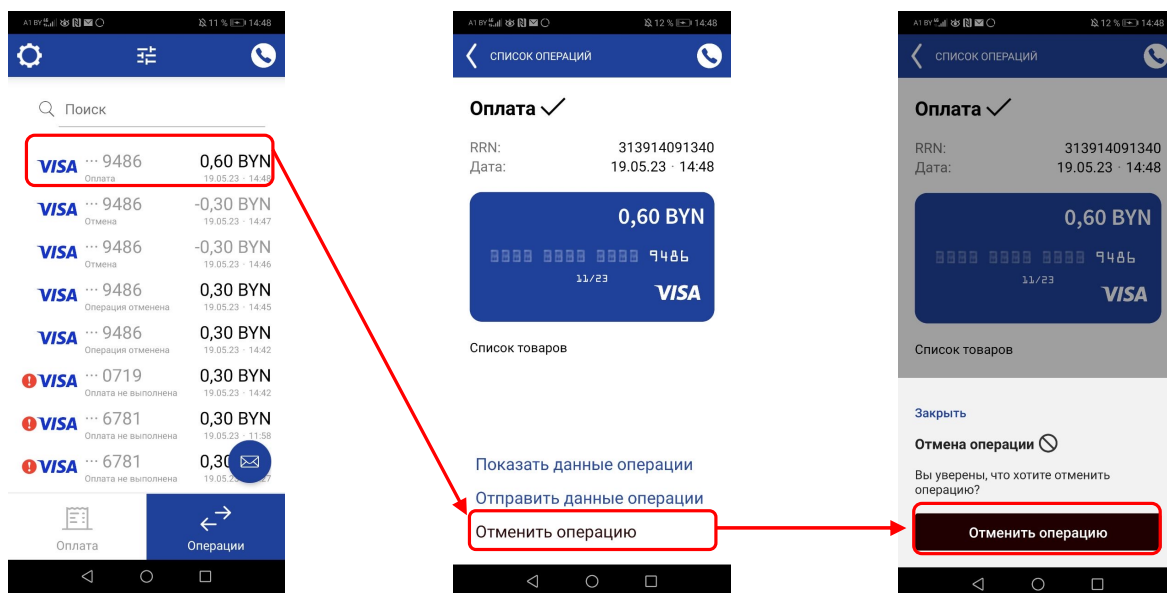 A1 BY 11 % 14:48
Поиск
VISA ··· 9486 0,60 BYN
Оплата 19.05.23 · 14:48
VISA ··· 9486 -0,30 BYN
Отмена 19.05.23 · 14:47
VISA ··· 9486 -0,30 BYN
Отмена 19.05.23 · 14:46
VISA ··· 9486 0,30 BYN
Операция отменена 19.05.23 · 14:45
VISA ··· 9486 0,30 BYN
Операция отменена 19.05.23 · 14:42
VISA ··· 0719 0,30 BYN
Оплата не выполнена 19.05.23 · 14:42
VISA ··· 6781 0,30 BYN
Оплата не выполнена 19.05.23 · 11:58
VISA ··· 6781 0,30
Оплата не выполнена 19.05.23
Оплата Операции
A1 BY 12 % 14:48
СПИСОК ОПЕРАЦИЙ
Оплата
RRN: 313914091340
Дата: 19.05.23 · 14:48
0,60 BYN
9486
11/23
VISA
Список товаров
Показать данные операции
Отправить данные операции
Отменить операцию
A1 BY 12 % 14:48
СПИСОК ОПЕРАЦИЙ
Оплата
RRN: 313914091340
Дата: 19.05.23 · 14:48
0,60 BYN
9486
11/23
VISA
Список товаров
Закрыть
Отмена операции
Вы уверены, что хотите отменить
операцию?
Отменить операцию